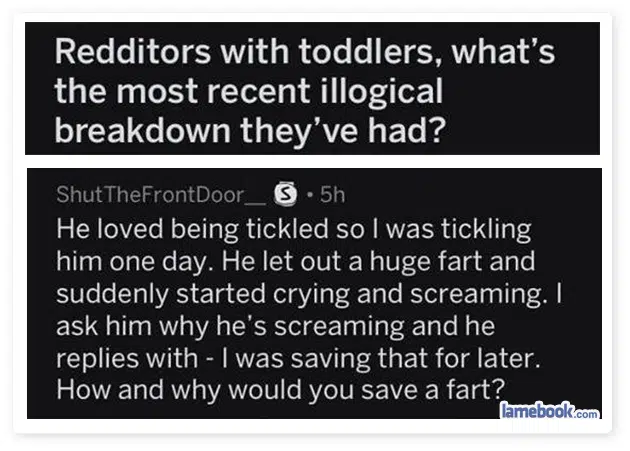 Redditors with toddlers, what's
the most recent illogical
breakdown they've had?
ShutTheFrontDoor__ S • 5h
He loved being tickled so I was tickling
him one day. He let out a huge fart and
suddenly started crying and screaming. I
ask him why he's screaming and he
replies with - I was saving that for later.
How and why would you save a fart?
lamebook.com